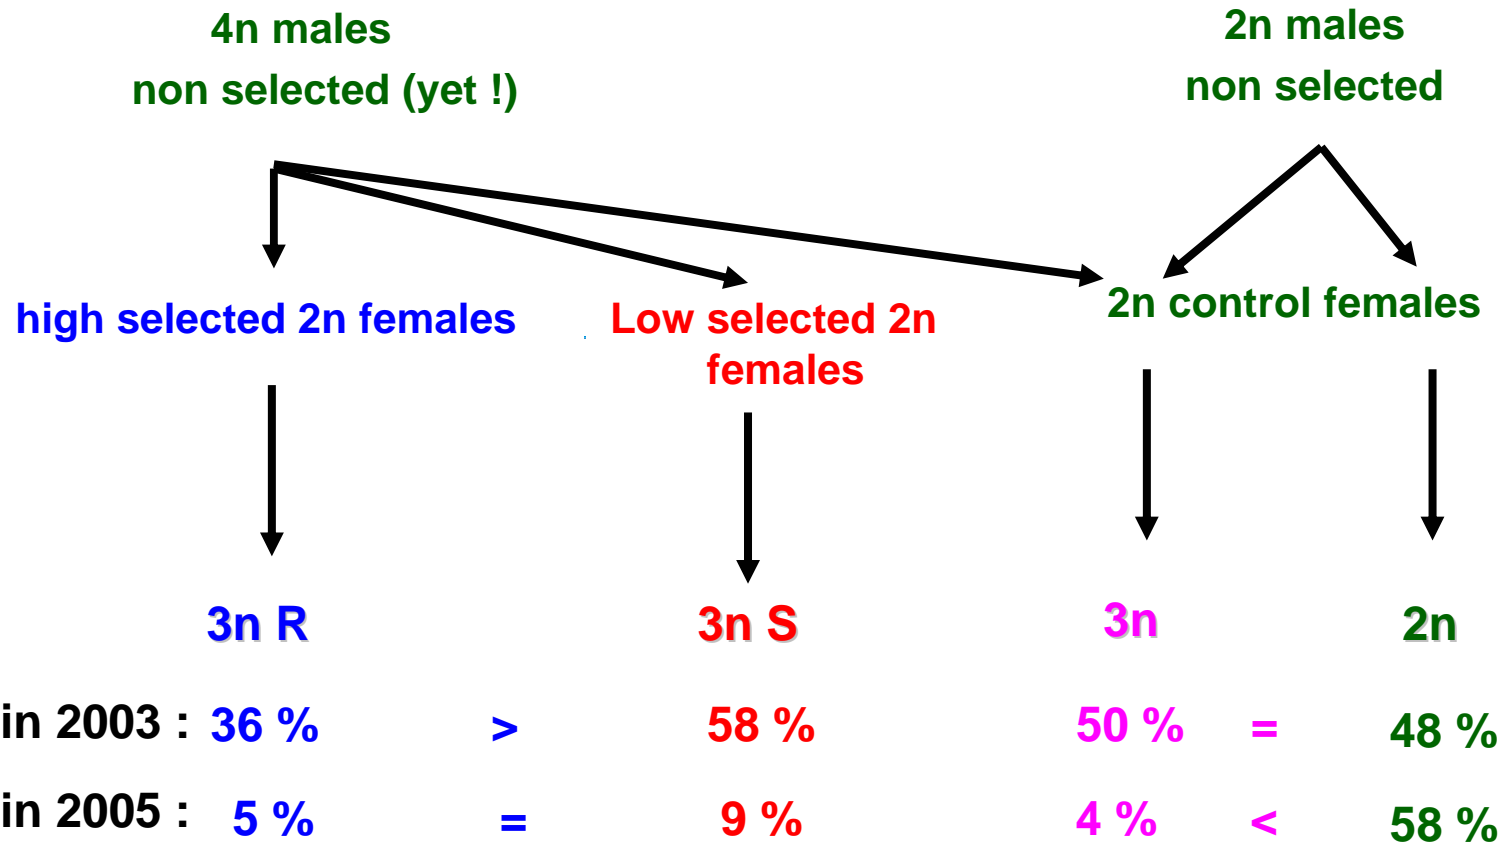 4n males
non selected (yet !)
2n males
non selected
high selected 2n females
Low selected 2n
females
2n control females
3n R
3n S
3n
2n
in 2003 : 36 % > 58 % 50 % = 48 %
in 2005 : 5 % = 9 % 4 % < 58 %